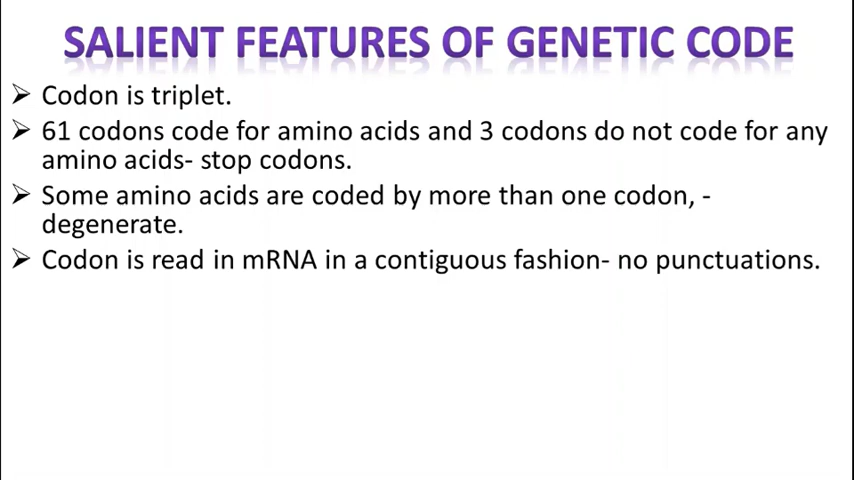 SALIENT FEATURES OF GENETIC CODE
➢ Codon is triplet.
➢ 61 codons code for amino acids and 3 codons do not code for any
amino acids- stop codons.
➢ Some amino acids are coded by more than one codon, -
degenerate.
➢ Codon is read in mRNA in a contiguous fashion- no punctuations.